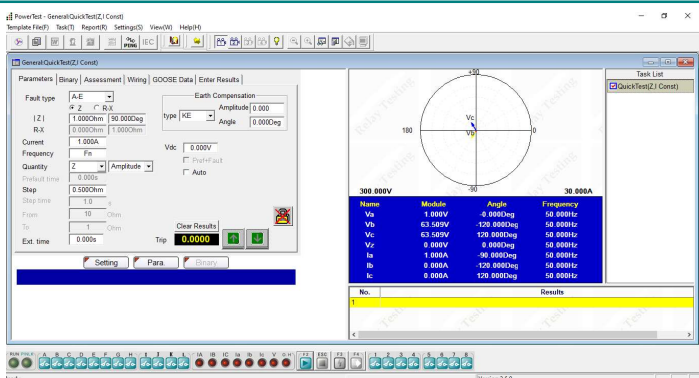 PowerTest - General:QuickTest(Z,I Const)
Template File(F) Task(T) Report(R) Settings(S) View(W) Help(H)
PING IEC
General:QuickTest(Z,I Const)
Parameters Binary Assessment Wiring GOOSE Data Enter Results
Fault type A-E
Z R-X
|Z| 1.000Ohm 90.000Deg
R-X 0.000Ohm 1.000Ohm
Current 1.000A
Frequency Fn
Quantity Z Amplitude
Prefault time 0.000s
Step 0.500Ohm
Step time 1.0 s
From 10 Ohm
To 1 Ohm
Ext. time 0.000s
Earth Compensation
type KE
Amplitude 0.000
Angle 0.000Deg
Vdc 0.000V
Pref+Fault
Auto
Clear Results
Trip 0.0000
Setting Para. Binary
+90
180 0
-90
Vc
Vb
300.000V 30.000A
Relay Testing
Name Module Angle Frequency
Va 1.000V -0.000Deg 50.000Hz
Vb 63.509V -120.000Deg 50.000Hz
Vc 63.509V 120.000Deg 50.000Hz
Vz 0.000V 0.000Deg 50.000Hz
Ia 1.000A -90.000Deg 50.000Hz
Ib 0.000A -120.000Deg 50.000Hz
Ic 0.000A 120.000Deg 50.000Hz
No. Results
1
Task List
QuickTest(Z,I Const)
A B C D E F G H I J K L IA IB IC Ia Ib Ic V O H F2 ESC F3 F4 1 2 3 4 5 6 7 8